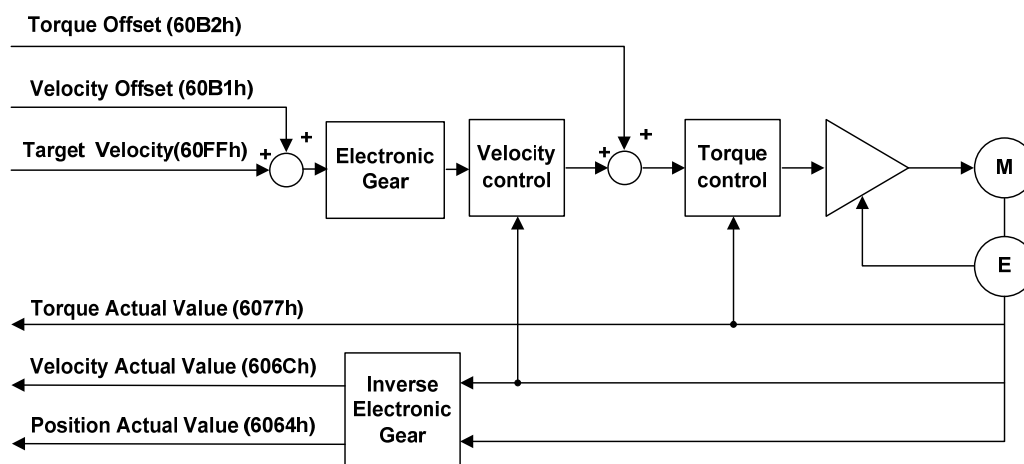 Torque Offset (60B2h)
Velocity Offset (60B1h)
Target Velocity(60FFh)
+
+
Electronic
Gear
Velocity
control
+
+
Torque
control
M
E
Torque Actual Value (6077h)
Velocity Actual Value (606Ch)
Position Actual Value (6064h)
Inverse
Electronic
Gear